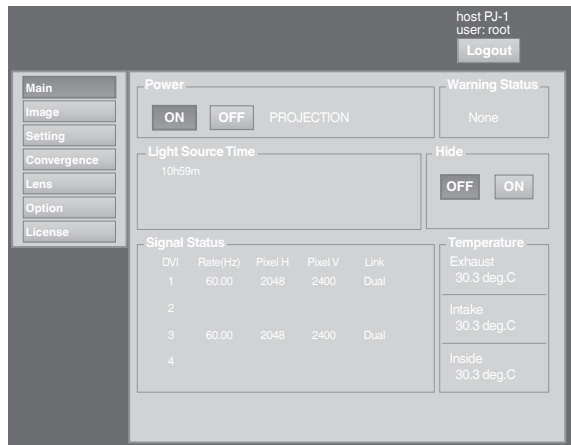 host PJ-1
user: root
Logout
Main
Image
Setting
Convergence
Lens
Option
License
Power
ON OFF PROJECTION
Warning Status
None
Light Source Time
10h59m
Hide
OFF ON
Signal Status
DVI Rate(Hz) Pixel H Pixel V Link
1 60.00 2048 2400 Dual
2
3 60.00 2048 2400 Dual
4
Temperature
Exhaust
30.3 deg.C
Intake
30.3 deg.C
Inside
30.3 deg.C